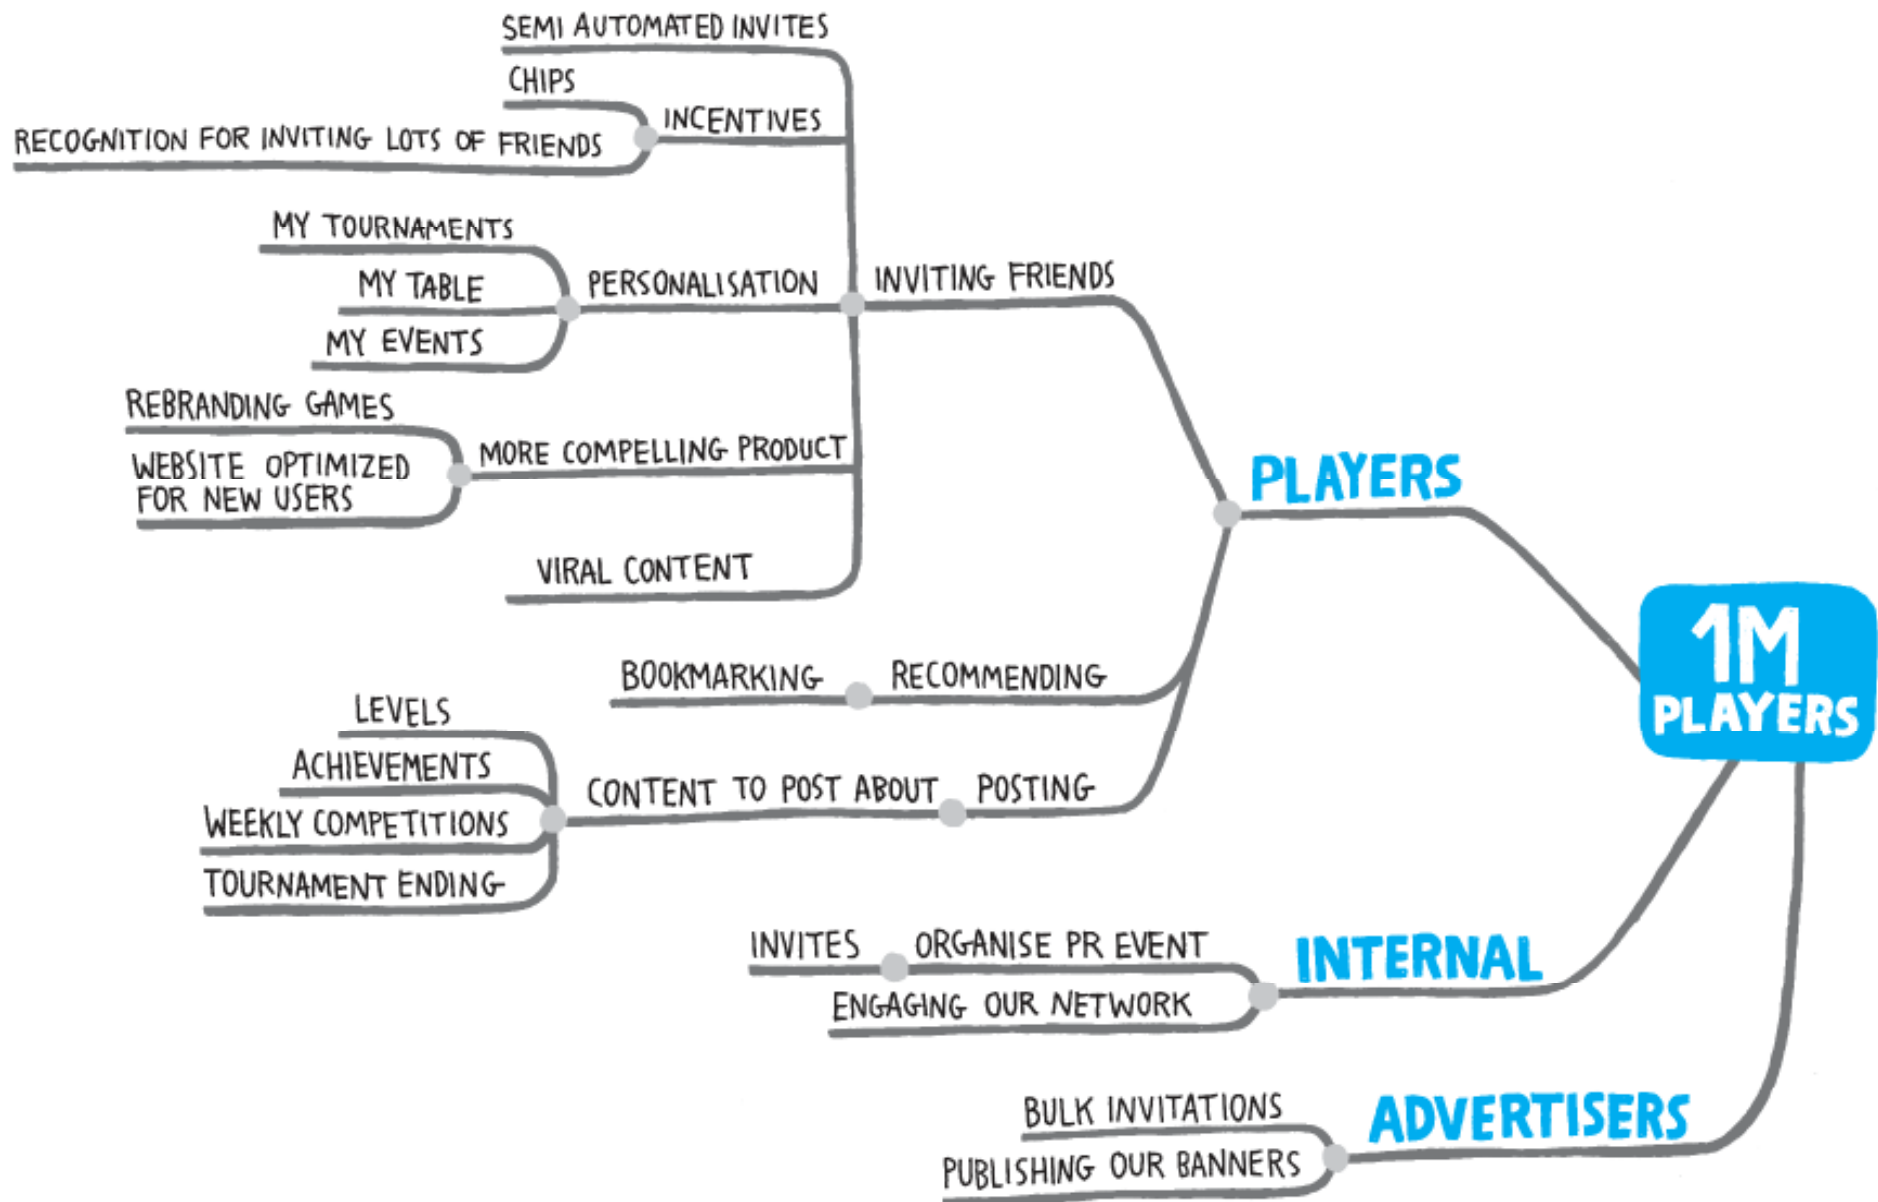 SEMI AUTOMATED INVITES
CHIPS
INCENTIVES
RECOGNITION FOR INVITING LOTS OF FRIENDS
MY TOURNAMENTS
MY TABLE
PERSONALISATION
INVITING FRIENDS
MY EVENTS
REBRANDING GAMES
WEBSITE OPTIMIZED
FOR NEW USERS
MORE COMPELLING PRODUCT
PLAYERS
VIRAL CONTENT
1M
PLAYERS
BOOKMARKING
RECOMMENDING
LEVELS
ACHIEVEMENTS
CONTENT TO POST ABOUT
POSTING
WEEKLY COMPETITIONS
TOURNAMENT ENDING
INVITES
ORGANISE PR EVENT
INTERNAL
ENGAGING OUR NETWORK
BULK INVITATIONS
ADVERTISERS
PUBLISHING OUR BANNERS